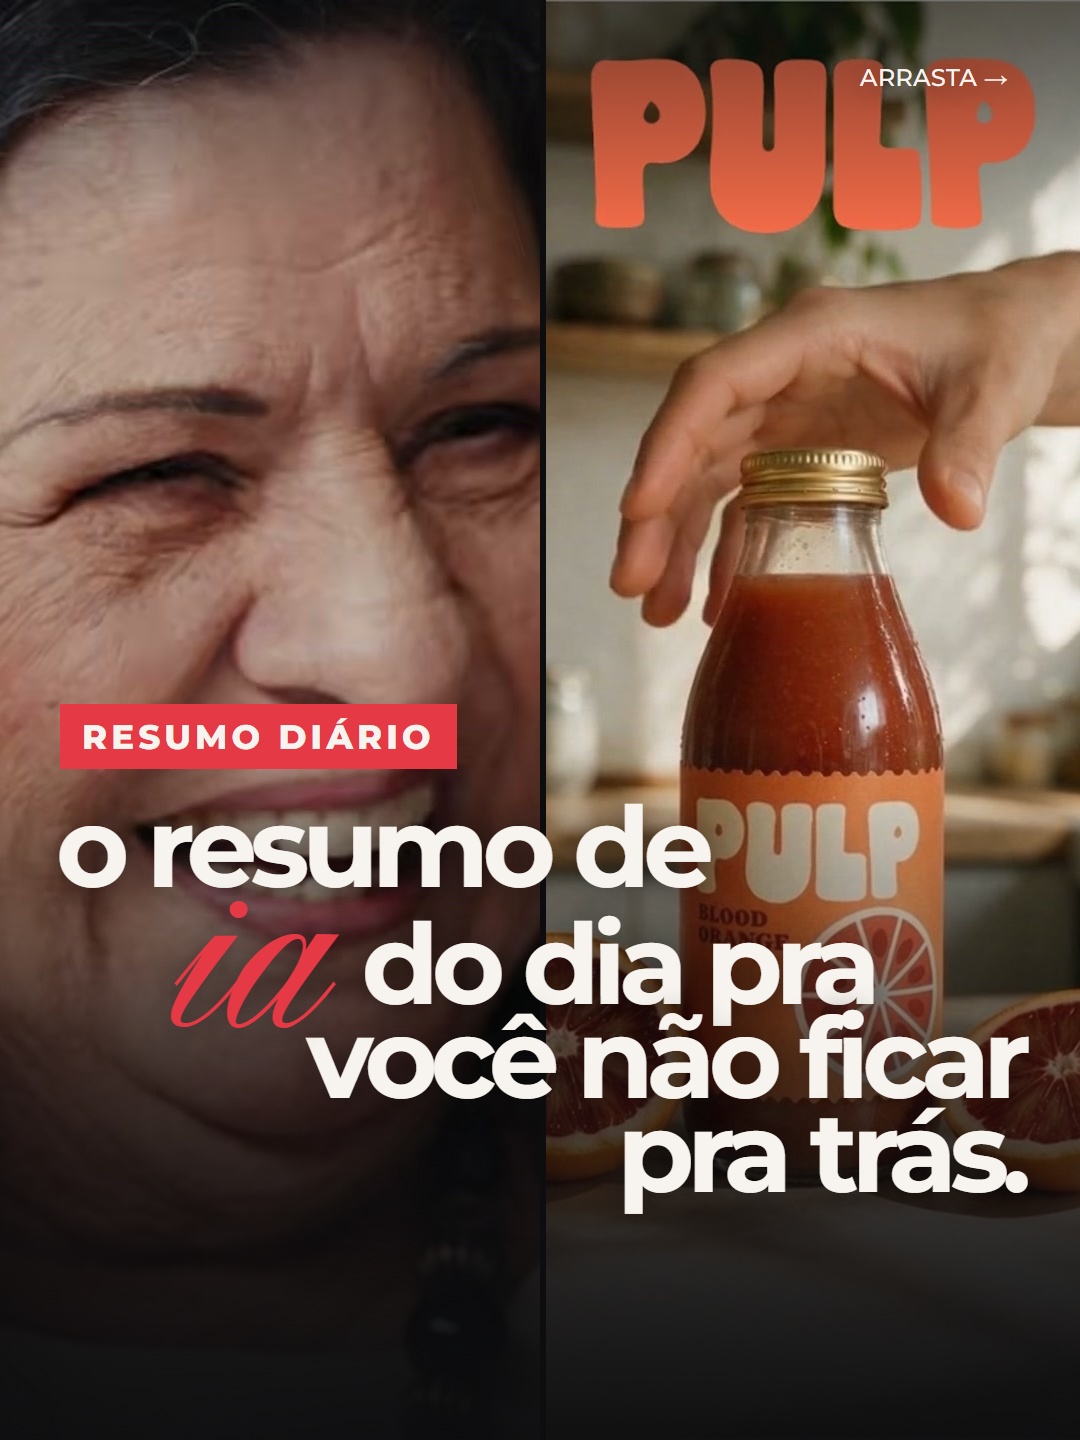 PULP
ARRASTA →
RESUMO DIÁRIO
o resumo de
ia do dia pra
você não ficar
pra trás.
PULP
BLOOD
ORANGE